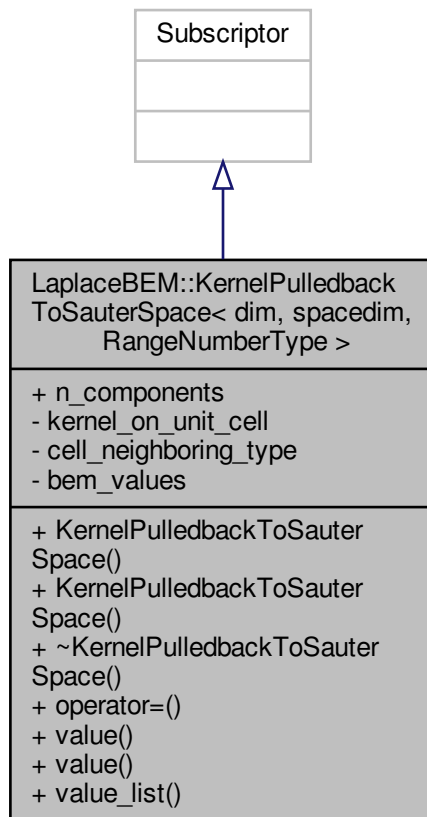 Subscriptor
LaplaceBEM::KernelPulledback
ToSauterSpace< dim, spacedim,
RangeNumberType >
+ n_components
- kernel_on_unit_cell
- cell_neighboring_type
- bem_values
+ KernelPulledbackToSauter
Space()
+ KernelPulledbackToSauter
Space()
+ ~KernelPulledbackToSauter
Space()
+ operator=()
+ value()
+ value()
+ value_list()